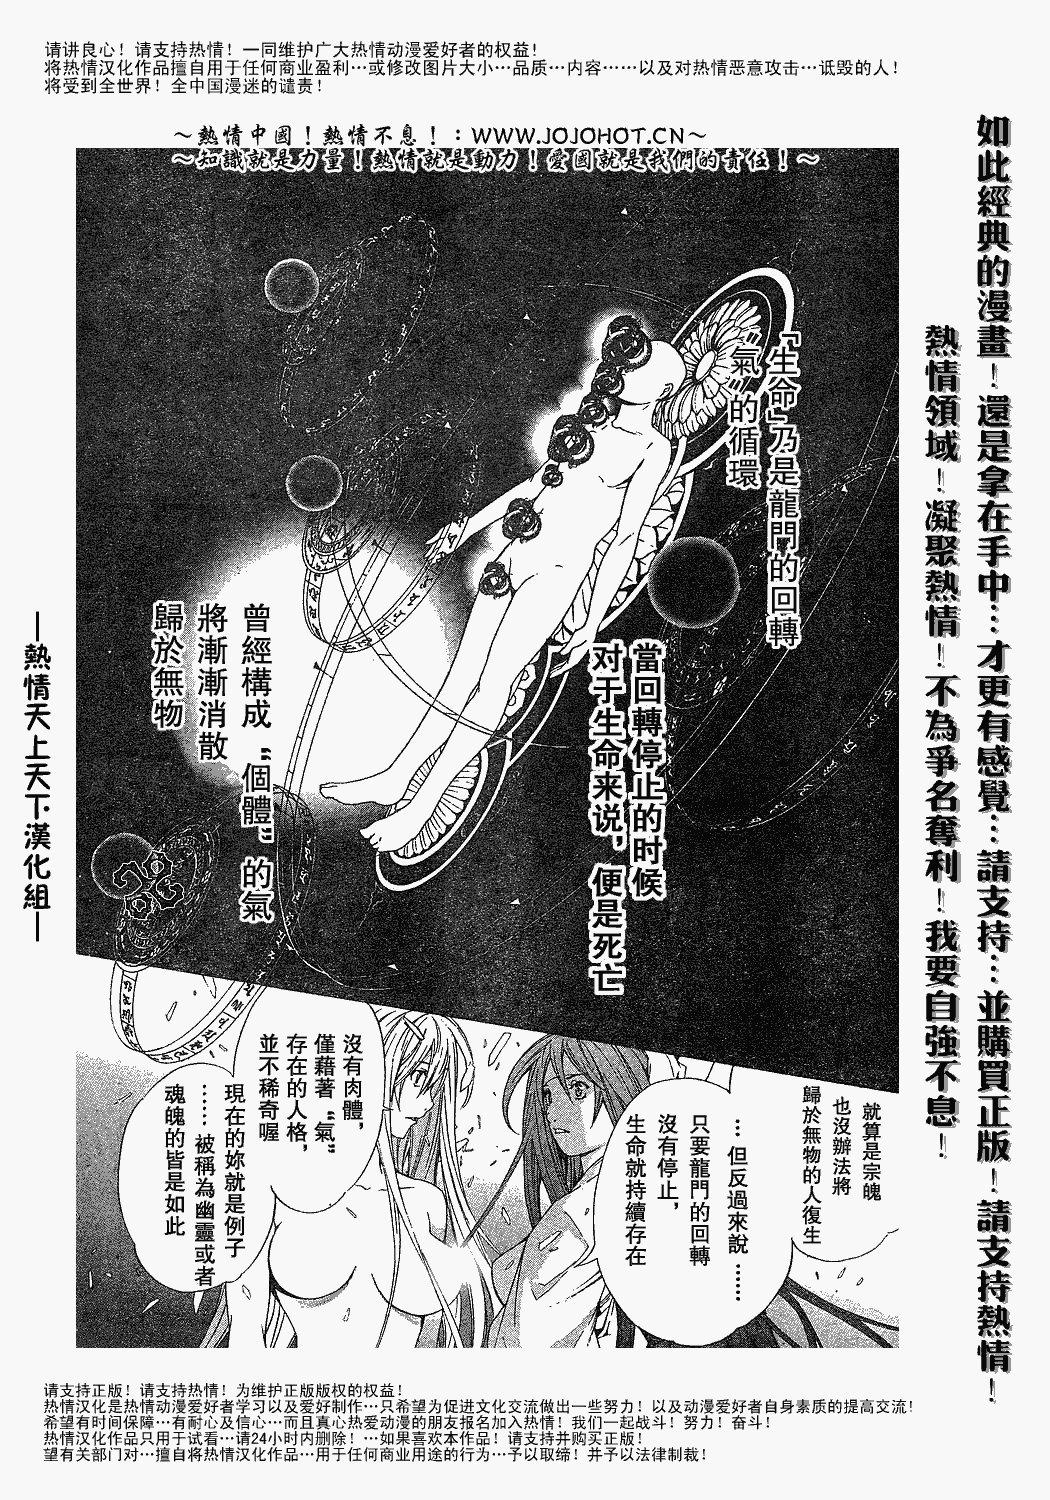 请讲良心！请支持热情！一同维护广大热情动漫爱好者的权益！
将热情汉化作品擅自用于任何商业盈利…或修改图片大小…品质…内容……以及对热情恶意攻击…诋毁的人！
将受到全世界！全中国漫迷的谴责！
～熱情中國！熱情不息！：WWW.JOJOHOT.CN～
～知識就是力量！熱情就是動力！愛國就是我們的責任！～
如此經典的漫畫！還是拿在手中…才更有感覺…請支持…並購買正版！請支持熱情！
熱情領域！凝聚熱情！不為爭名奪利！我要自強不息！
「生命」乃是龍門的回轉
“氣”的循環
當回轉停止的时候
对于生命来说，便是死亡
曾經構成“個體”的氣
將漸漸消散
歸於無物
—熱情天上天下漢化組—
就算是宗魄
也沒辦法將
歸於無物的人復生
…但反過來說……
只要龍門的回轉
沒有停止，
生命就持續存在
沒有肉體，
僅藉著“氣”
存在的人格，
並不稀奇喔
現在的妳就是例子
……被稱為幽靈或者
魂魄的皆是如此
请支持正版！请支持热情！为维护正版版权的权益！
热情汉化是热情动漫爱好者学习以及爱好制作…只希望为促进文化交流做出一些努力！以及动漫爱好者自身素质的提高交流！
希望有时间保障…有耐心及信心…而且真心热爱动漫的朋友报名加入热情！我们一起战斗！努力！奋斗！
热情汉化作品只用于试看…请24小时内删除！…如果喜欢本作品！请支持并购买正版！
望有关部门对…擅自将热情汉化作品…用于任何商业用途的行为…予以取缔！并予以法律制裁！